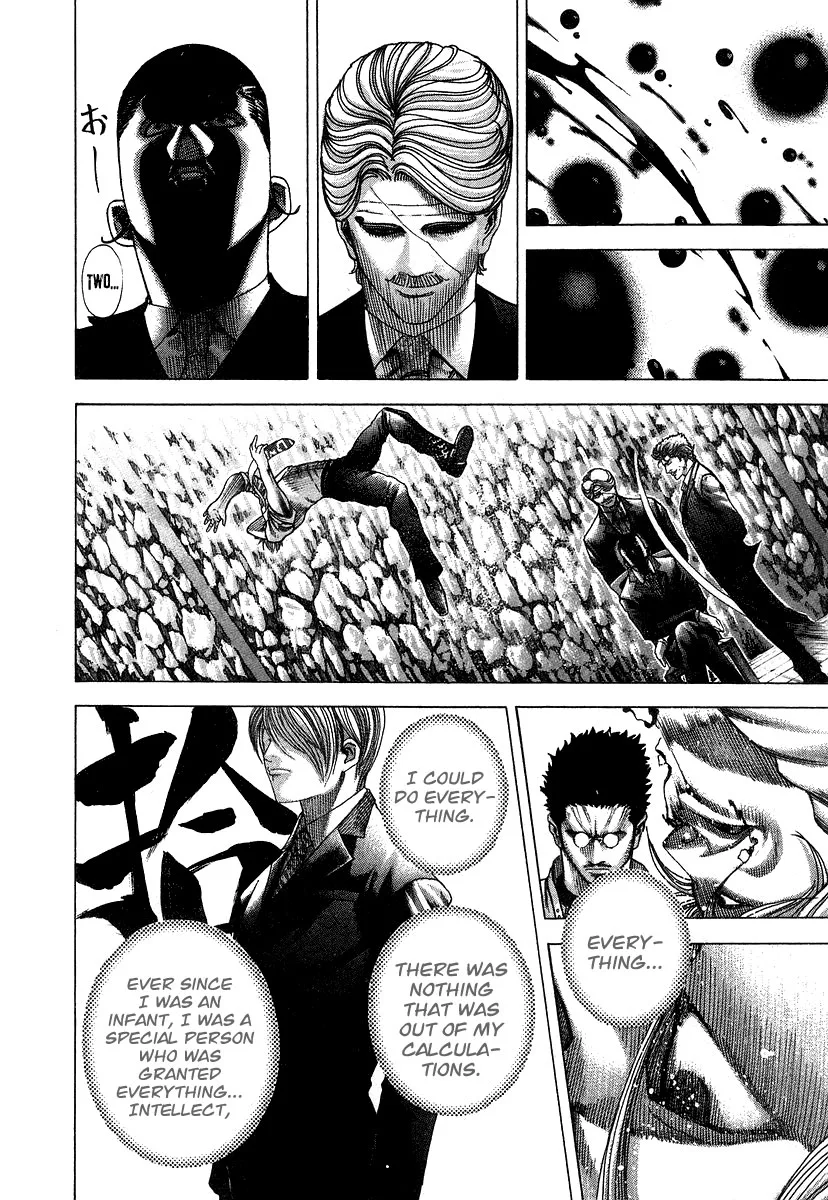 おー
TWO...
EVERY-
THING...
I COULD
DO EVERY-
THING.
THERE WAS
NOTHING
THAT WAS
OUT OF MY
CALCULA-
TIONS.
EVER SINCE
I WAS AN
INFANT, I WAS A
SPECIAL PERSON
WHO WAS
GRANTED
EVERYTHING...
INTELLECT,
拾